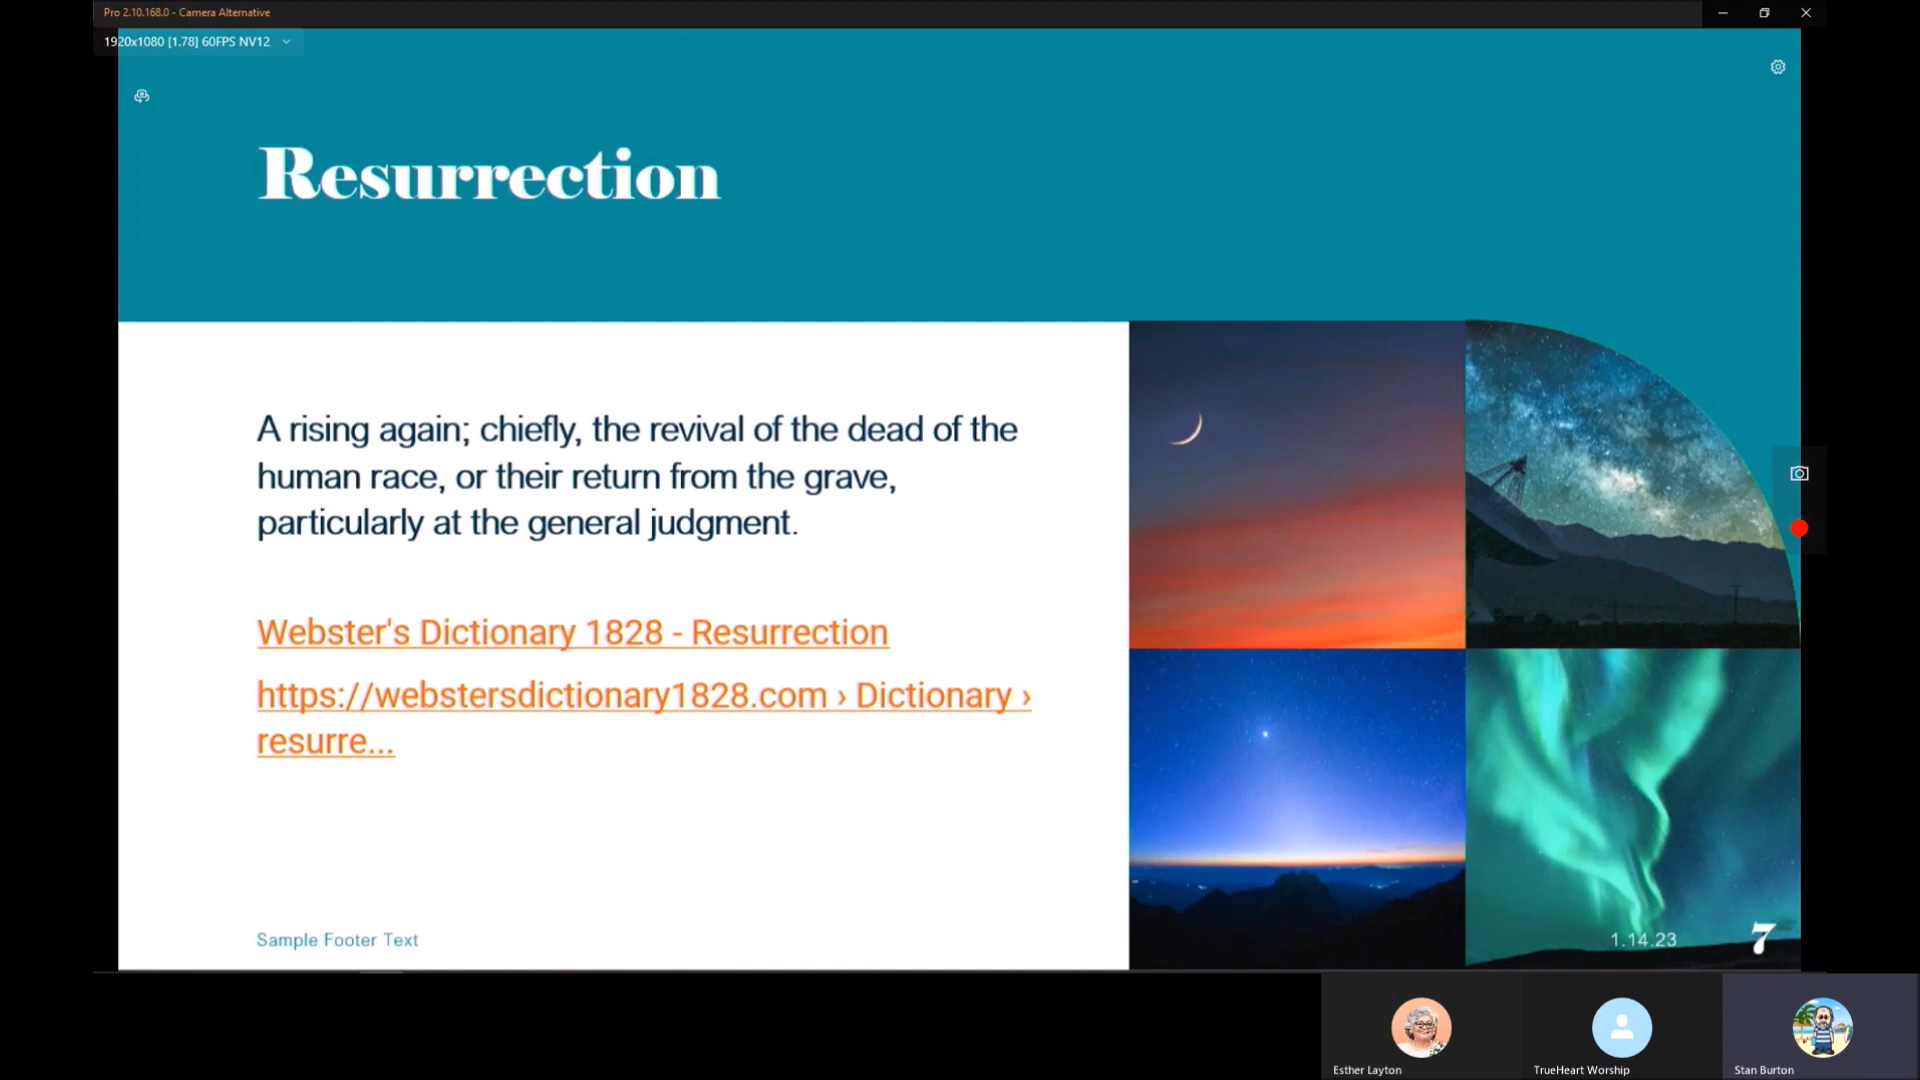 Pro 2.10.168.0 - Camera Alternative
1920x1080 [1.78] 60FPS NV12
Resurrection
A rising again; chiefly, the revival of the dead of the
human race, or their return from the grave,
particularly at the general judgment.
Webster's Dictionary 1828 - Resurrection
https://webstersdictionary1828.com › Dictionary ›
resurre...
Sample Footer Text
1.14.23
7
Esther Layton
TrueHeart Worship
Stan Burton